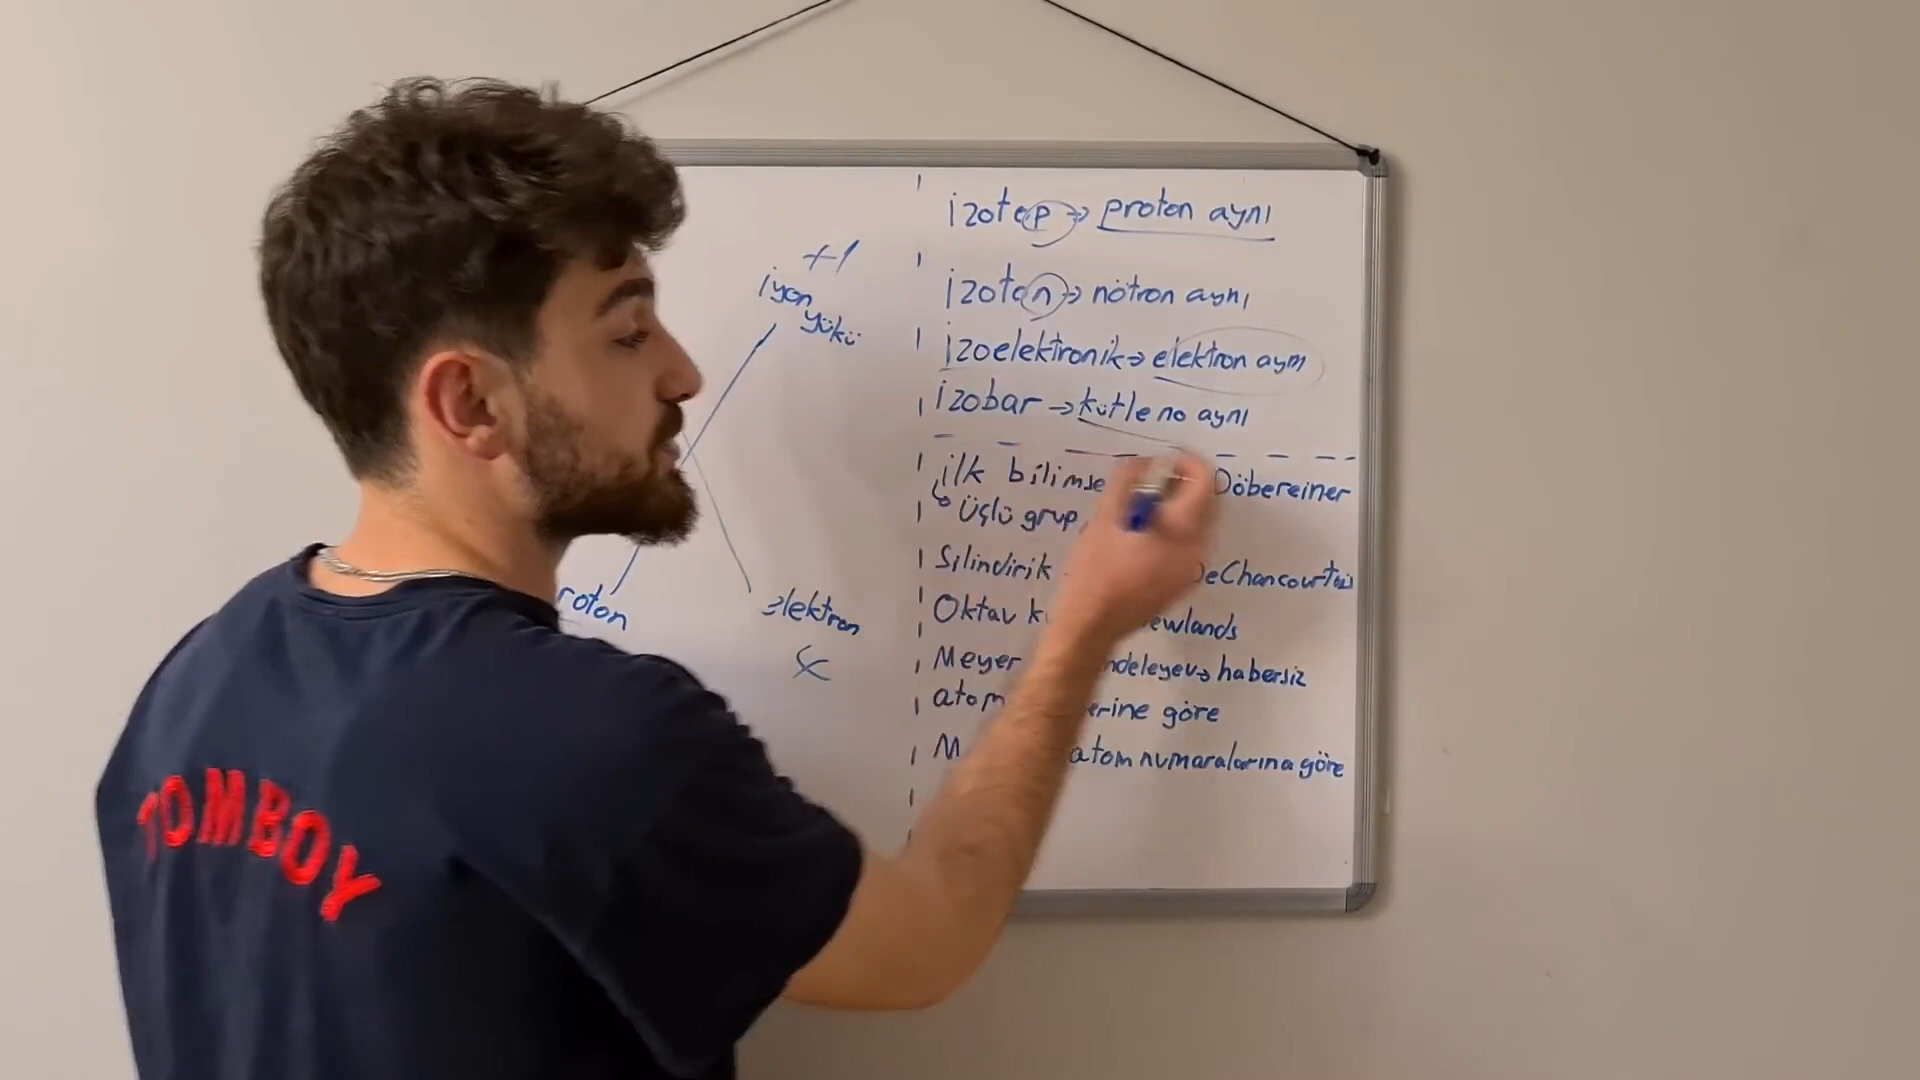 +1
iyon
yükü
roton
elektron
izotop → proton aynı
izoton → nötron aynı
izoelektronik → elektron aynı
izobar → kütle no aynı
ilk bilimse Döbereiner
Üçlü grup
Silindirik DeChancourtois
Oktav k ewlands
Meyer ndeleyev → habersiz
atom erine göre
M atom numaralarına göre
TOMBOY